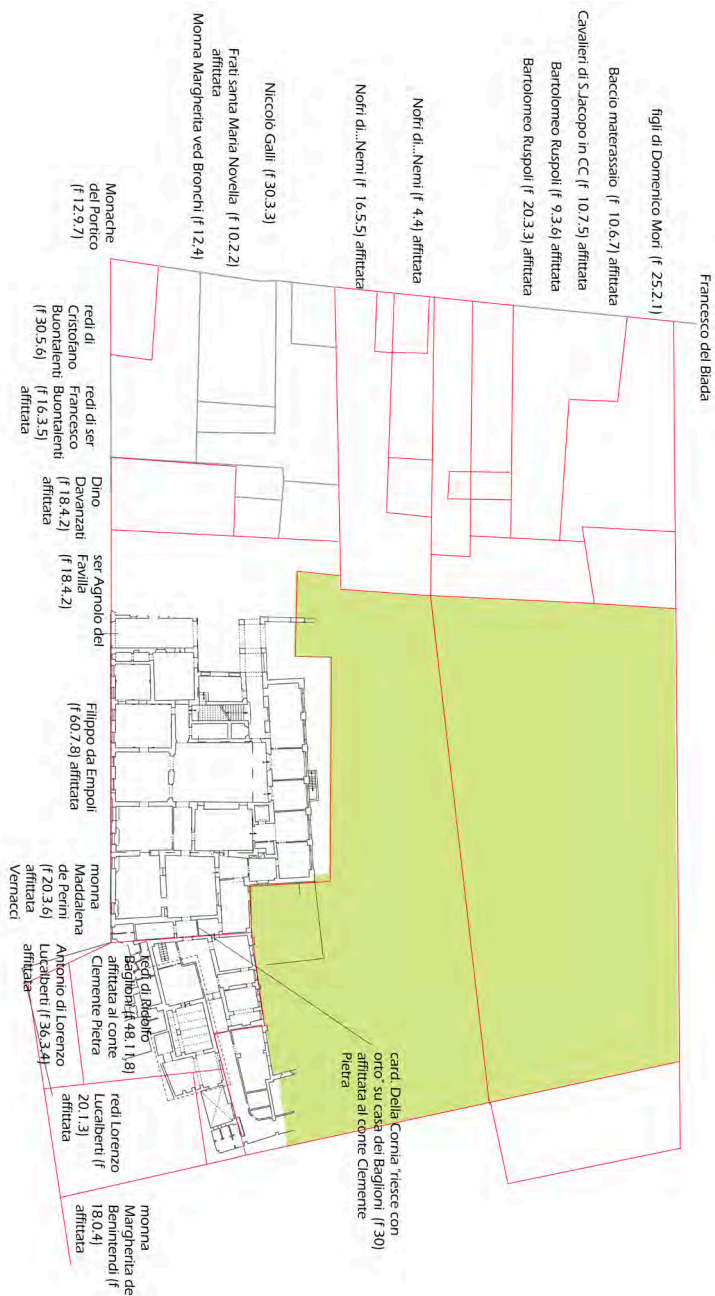 Francesco del Biada
figli di Domenico Mori (f 25.2.1)
Baccio materassaio (f 10.6.7) affittata
Cavalieri di S.Jacopo in CC (f 10.7.5) affittata
Bartolomeo Ruspoli (f 9.3.6) affittata
Bartolomeo Ruspoli (f 20.3.3) affittata
Nofri di...Nemi (f 4.4) affittata
Nofri di...Nemi (f 16.5.5) affittata
Niccolò Galli (f 30.3.3)
Frati santa Maria Novella (f 10.2.2)
affittata
Monna Margherita ved Bronchi (f 12,4)
Monache
del Portico
(f 12.9.7)
redi di
Cristofano
Buontalenti
(f 30.5.6)
redi di ser
Francesco
Buontalenti
(f 16.3.5)
affittata
Dino
Davanzati
(f 18.4.2)
affittata
ser Agnolo del
Favilla
(f 18.4.2)
Filippo da Empoli
(f 60.7.8) affittata
monna
Maddalena
de Perini
(f 20.3.6)
affittata
Vernacci
card. Della Cornia "riesce con
orto" su casa dei Baglioni (f 30)
affittata al conte Clemente
Pietra
redi di Ridolfo
Baglioni (f 48.11,8)
affittata al conte
Clemente Pietra
Antonio di Lorenzo
Lucalberti (f 36,3.4)
affittata
redi Lorenzo
Lucalberti (f
20.1.3)
affittata
monna
Margherita de
Benintendi (f
18.0.4)
affittata